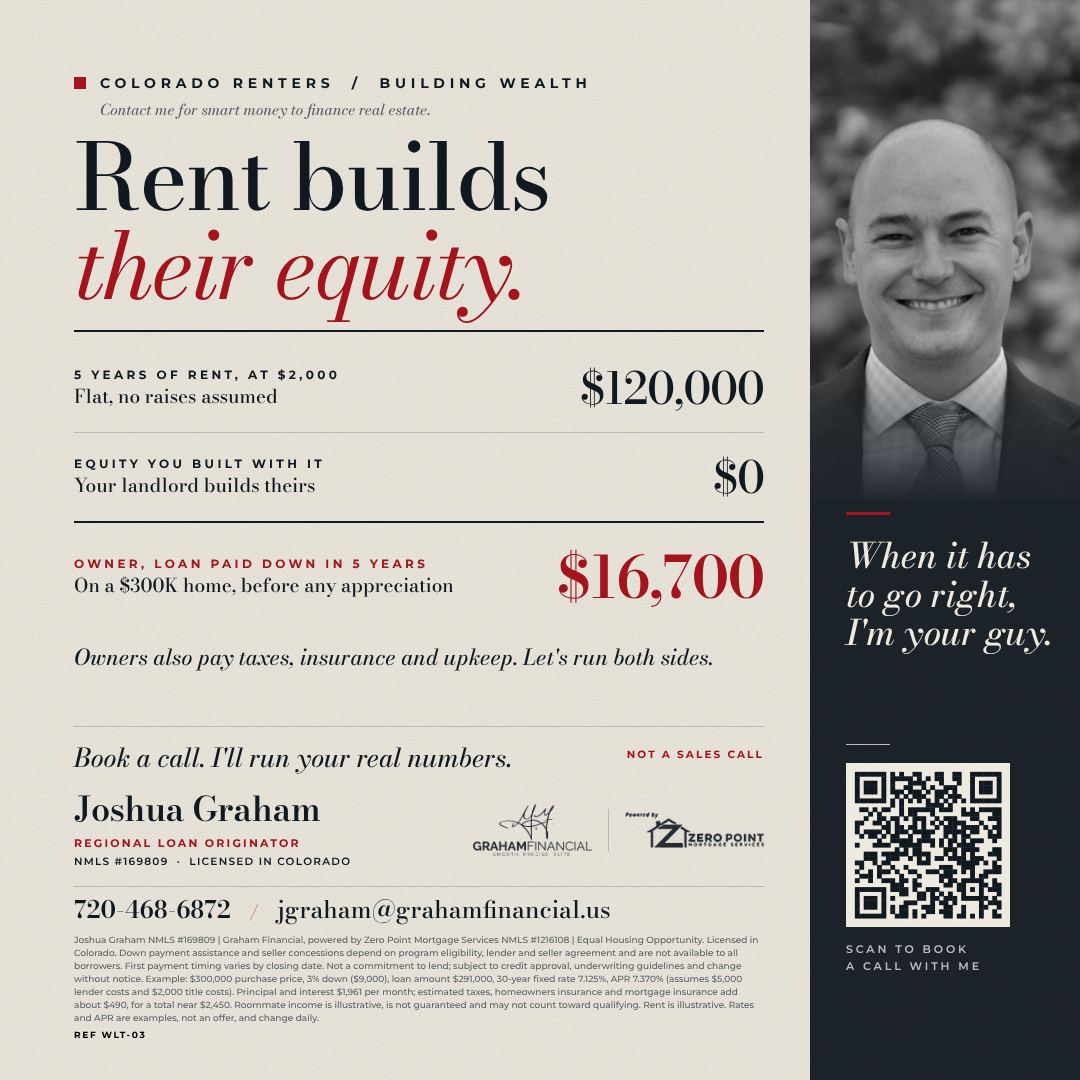 COLORADO RENTERS / BUILDING WEALTH
Contact me for smart money to finance real estate.
Rent builds
their equity.
5 YEARS OF RENT, AT $2,000
Flat, no raises assumed
$120,000
EQUITY YOU BUILT WITH IT
Your landlord builds theirs
$0
OWNER, LOAN PAID DOWN IN 5 YEARS
On a $300K home, before any appreciation
$16,700
Owners also pay taxes, insurance and upkeep. Let's run both sides.
Book a call. I'll run your real numbers.
NOT A SALES CALL
Joshua Graham
REGIONAL LOAN ORIGINATOR
NMLS #169809 · LICENSED IN COLORADO
GRAHAMFINANCIAL
SMOOTH. PRECISE. ELITE.
Powered by
ZERO POINT
MORTGAGE SERVICES
720-468-6872 / jgraham@grahamfinancial.us
Joshua Graham NMLS #169809 | Graham Financial, powered by Zero Point Mortgage Services NMLS #1216108 | Equal Housing Opportunity. Licensed in
Colorado. Down payment assistance and seller concessions depend on program eligibility, lender and seller agreement and are not available to all
borrowers. First payment timing varies by closing date. Not a commitment to lend; subject to credit approval, underwriting guidelines and change
without notice. Example: $300,000 purchase price, 3% down ($9,000), loan amount $291,000, 30-year fixed rate 7.125%, APR 7.370% (assumes $5,000
lender costs and $2,000 title costs). Principal and interest $1,961 per month; estimated taxes, homeowners insurance and mortgage insurance add
about $490, for a total near $2,450. Roommate income is illustrative, is not guaranteed and may not count toward qualifying. Rent is illustrative. Rates
and APR are examples, not an offer, and change daily.
REF WLT-03
When it has
to go right,
I'm your guy.
SCAN TO BOOK
A CALL WITH ME